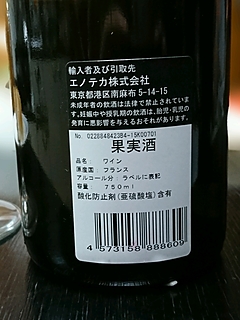 輸入者及び引取先
エノテカ株式会社
東京都港区南麻布5-14-15
未成年者の飲酒は法律で禁止されていま
す。妊娠中や授乳期の飲酒は、胎児・乳児の
発育に悪影響を与えるおそれがあります。
No. 0228848423B4-15K00701
果実酒
品名： ワイン
原産国： フランス
アルコール分： ラベルに表記
容量： 750ml
酸化防止剤(亜硫酸塩)含有
4573158888609